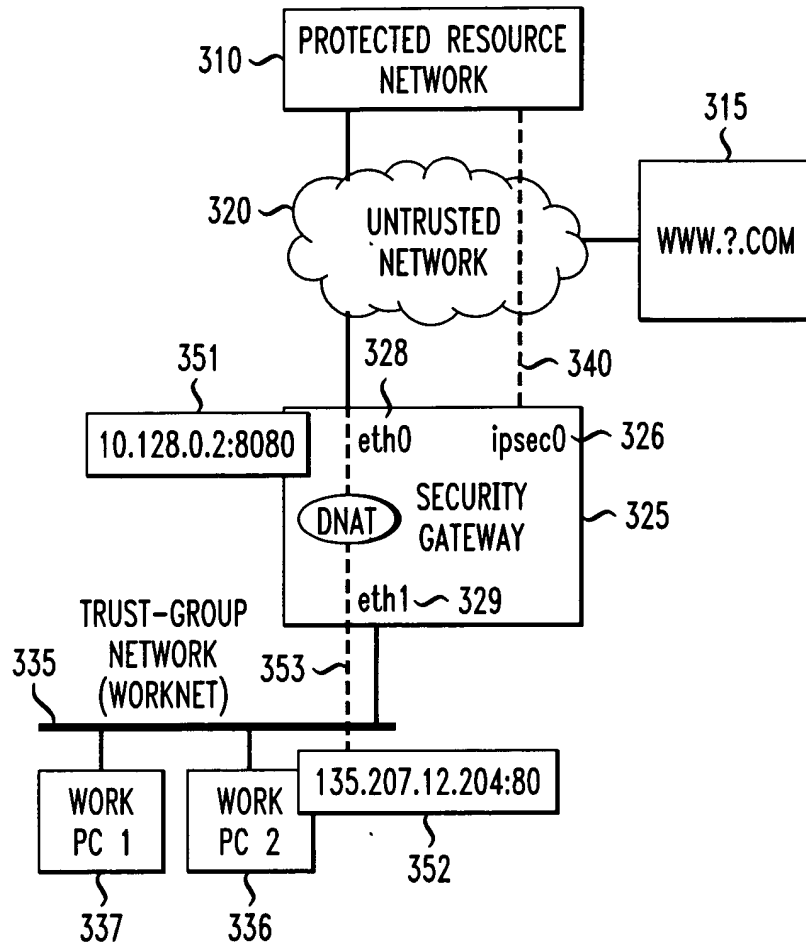 PROTECTED RESOURCE
NETWORK
310
315
320
UNTRUSTED
NETWORK
WWW.?.COM
351
328
340
10.128.0.2:8080
eth0
ipsec0
326
DNAT
SECURITY
GATEWAY
325
eth1
329
TRUST-GROUP
NETWORK
(WORKNET)
335
353
WORK
PC 1
WORK
PC 2
135.207.12.204:80
337
336
352